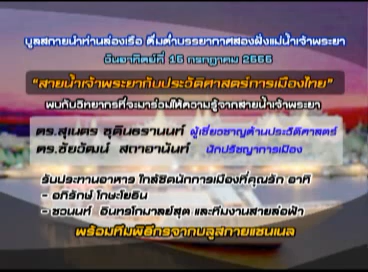 บูลสกายนำท่านล่องเรือ ดื่มด่ำบรรยากาศสองฝั่งแม่น้ำเจ้าพระยา
วันอาทิตย์ที่ 15 กรกฎาคม 2555
“สายน้ำเจ้าพระยากับประวัติศาสตร์การเมืองไทย”
พบกับวิทยากรที่จะมาร่วมให้ความรู้จากสายน้ำเจ้าพระยา
ดร.สุเนตร ชุตินธรานนท์ ผู้เชี่ยวชาญด้านประวัติศาสตร์
ดร.ชัยวัฒน์ สถาอานันท์ นักปรัชญาการเมือง
รับประทานอาหาร ใกล้ชิดนักการเมืองที่คุณรัก อาทิ
- อภิรักษ์ โกษะโยธิน
- ชวนนท์ อินทรโกมาลย์สุต และทีมงานสายล่อฟ้า
พร้อมทีมพิธีกรจากบลูสกายแชนเนล